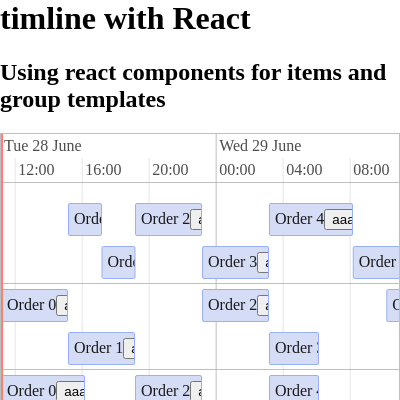 timline with React
Using react components for items and
group templates
Tue 28 June Wed 29 June
12:00 16:00 20:00 00:00 04:00 08:00
Order 2 Order 4 aaa
Order 3 Order
Order 0 Order 2
Order 1 Order
Order 0 aaa Order 2 Order